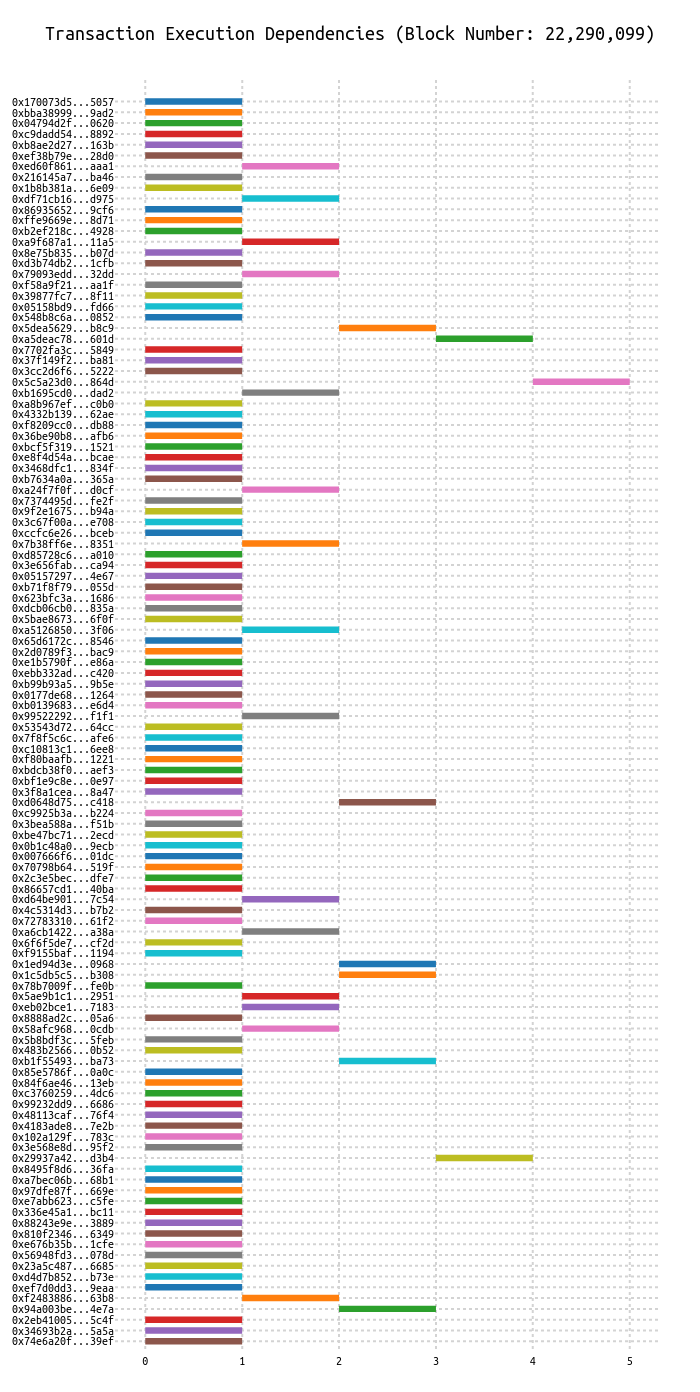 Transaction Execution Dependencies (Block Number: 22,290,099)
0x170073d5...5057
0xbba38999...9ad2
0x04794d2f...0620
0xc9dadd54...8892
0xb8ae2d27...163b
0xef38b79e...28d0
0xed60f861...aaa1
0x216145a7...ba46
0x1b8b381a...6e09
0xdf71cb16...d975
0x86935652...9cf6
0xffe9669e...8d71
0xb2ef218c...4928
0xa9f687a1...11a5
0x8e75b835...b07d
0xd3b74db2...1cfb
0x79093edd...32dd
0xf58a9f21...aa1f
0x39877fc7...8f11
0x05158bd9...fd66
0x548b8c6a...0852
0x5dea5629...b8c9
0xa5deac78...601d
0x7702fa3c...5849
0x37f149f2...ba81
0x3cc2d6f6...5222
0x5c5a23d0...864d
0xb1695cd0...dad2
0xa8b967ef...c0b0
0x4332b139...62ae
0xf8209cc0...db88
0x36be90b8...afb6
0xbcf5f319...1521
0xe8f4d54a...bcae
0x3468dfc1...834f
0xb7634a0a...365a
0xa24f7f0f...d0cf
0x7374495d...fe2f
0x9f2e1675...b94a
0x3c67f00a...e708
0xccfc6e26...bceb
0x7b38ff6e...8351
0xd85728c6...a010
0x3e656fab...ca94
0x05157297...4e67
0xb71f8f79...055d
0x623bfc3a...1686
0xdcb06cb0...835a
0x5bae8673...6f0f
0xa5126850...3f06
0x65d6172c...8546
0x2d0789f3...bac9
0xe1b5790f...e86a
0xebb332ad...c420
0xb99b93a5...9b5e
0x0177de68...1264
0xb0139683...e6d4
0x99522292...f1f1
0x53543d72...64cc
0x7f8f5c6c...afe6
0xc10813c1...6ee8
0xf80baafb...1221
0xbdcb38f0...aef3
0xbf1e9c8e...0e97
0x3f8a1cea...8a47
0xd0648d75...c418
0xc9925b3a...b224
0x3bea588a...f51b
0xbe47bc71...2ecd
0x0b1c48a0...9ecb
0x007666f6...01dc
0x70798b64...519f
0x2c3e5bec...dfe7
0x86657cd1...40ba
0xd64be901...7c54
0x4c5314d3...b7b2
0x72783310...61f2
0xa6cb1422...a38a
0x6f6f5de7...cf2d
0xf9155baf...1194
0x1ed94d3e...0968
0x1c5db5c5...b308
0x78b7009f...fe0b
0x5ae9b1c1...2951
0xeb02bce1...7183
0x8888ad2c...05a6
0x58afc968...0cdb
0x5b8bdf3c...5feb
0x483b2566...0b52
0xb1f55493...ba73
0x85e5786f...0a0c
0x84f6ae46...13eb
0xc3760259...4dc6
0x99232dd9...6686
0x48113caf...76f4
0x4183ade8...7e2b
0x102a129f...783c
0x3e568e8d...95f2
0x29937a42...d3b4
0x8495f8d6...36fa
0xa7bec06b...68b1
0x97dfe87f...669e
0xe7abb623...c5fe
0x336e45a1...bc11
0x88243e9e...3889
0x810f2346...6349
0xe676b35b...1cfe
0x56948fd3...078d
0x23a5c487...6685
0xd4d7b852...b73e
0xef7d0dd3...9eaa
0xf2483886...63b8
0x94a003be...4e7a
0x2eb41005...5c4f
0x34693b2a...5a5a
0x74e6a20f...39ef
0 1 2 3 4 5